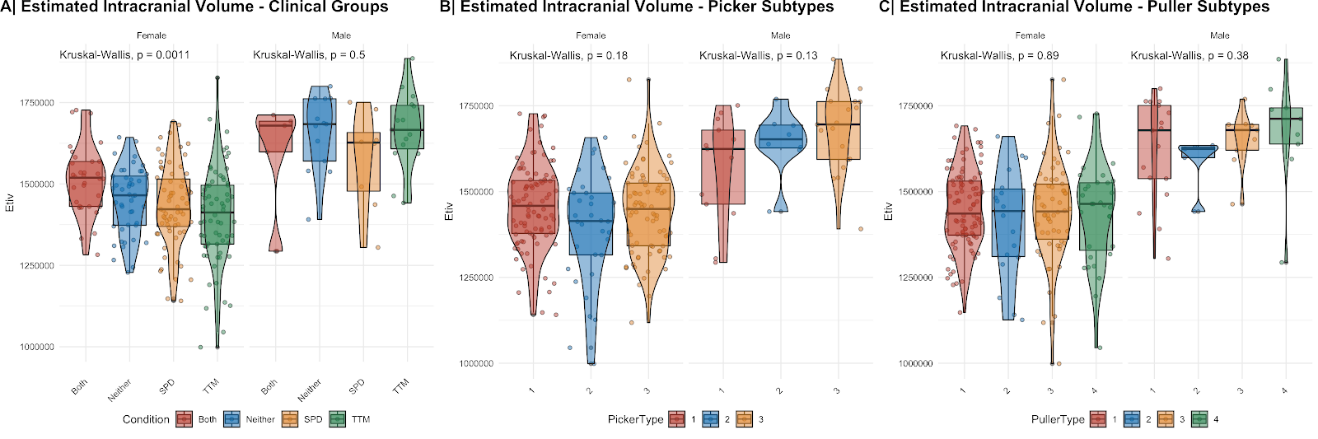 A| Estimated Intracranial Volume - Clinical Groups
Female
Male
Kruskal-Wallis, p = 0.0011
Kruskal-Wallis, p = 0.5
1750000
1500000
1250000
1000000
Etiv
Both
Neither
SPD
TTM
Both
Neither
SPD
TTM
Condition Both Neither SPD TTM
B| Estimated Intracranial Volume - Picker Subtypes
Female
Male
Kruskal-Wallis, p = 0.18
Kruskal-Wallis, p = 0.13
1750000
1500000
1250000
1000000
Etiv
1 2 3
1 2 3
PickerType 1 2 3
C| Estimated Intracranial Volume - Puller Subtypes
Female
Male
Kruskal-Wallis, p = 0.89
Kruskal-Wallis, p = 0.38
1750000
1500000
1250000
1000000
Etiv
1 2 3 4
1 2 3 4
PullerType 1 2 3 4